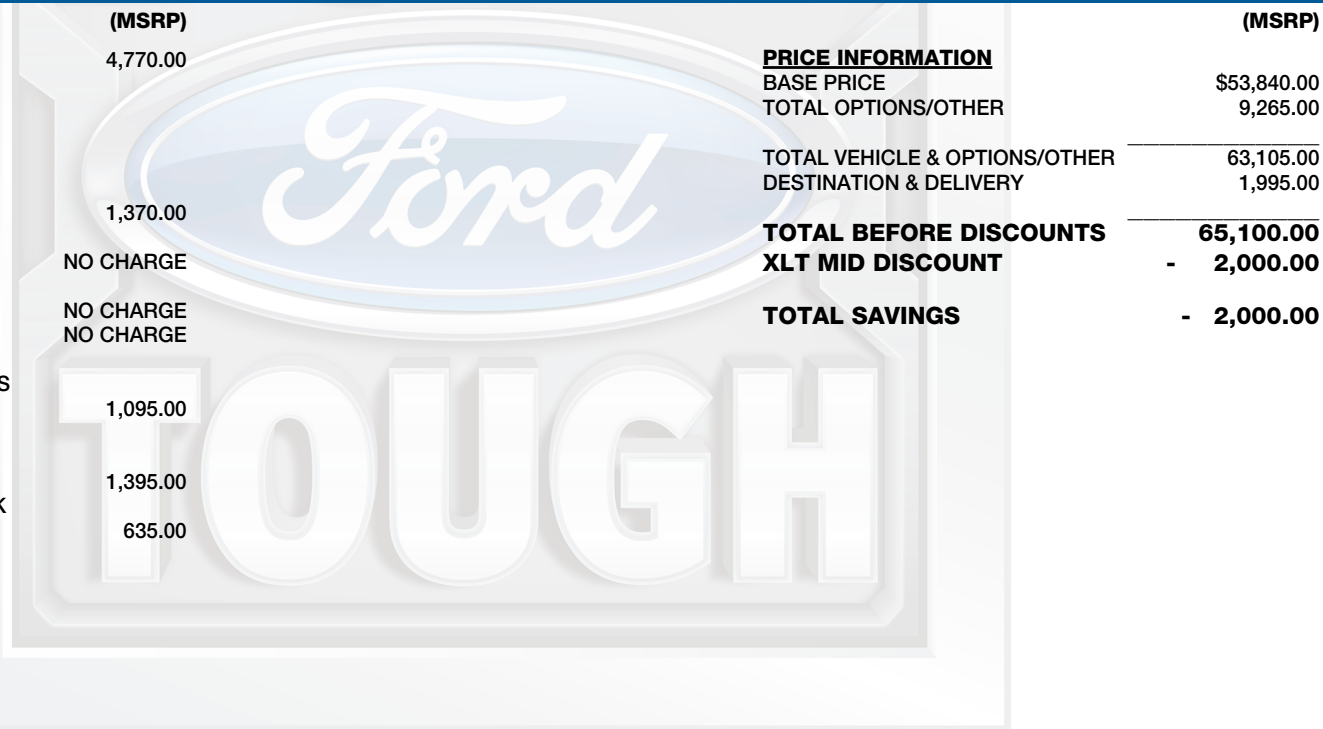 (MSRP)
4,770.00
1,370.00
NO CHARGE
NO CHARGE
NO CHARGE
S
1,095.00
1,395.00
K
635.00
Ford
TOUGH
(MSRP)
PRICE INFORMATION
BASE PRICE $53,840.00
TOTAL OPTIONS/OTHER 9,265.00
TOTAL VEHICLE & OPTIONS/OTHER 63,105.00
DESTINATION & DELIVERY 1,995.00
TOTAL BEFORE DISCOUNTS 65,100.00
XLT MID DISCOUNT - 2,000.00
TOTAL SAVINGS - 2,000.00